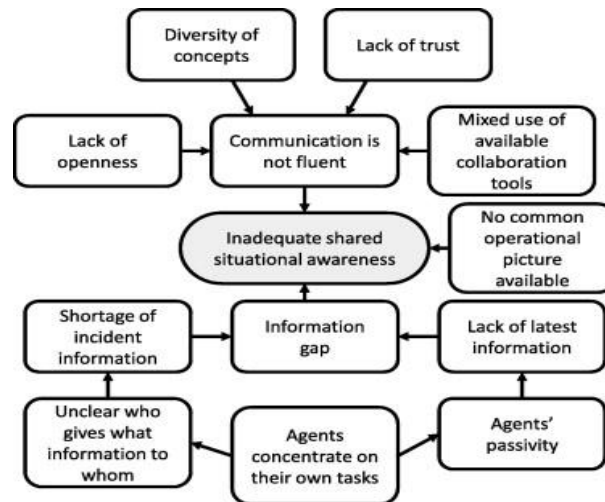 Diversity of
concepts
Lack of trust
Lack of
openness
Communication is
not fluent
Mixed use of
available
collaboration
tools
Inadequate shared
situational awareness
No common
operational
picture
available
Shortage of
incident
information
Information
gap
Lack of latest
information
Unclear who
gives what
information to
whom
Agents
concentrate on
their own tasks
Agents’
passivity